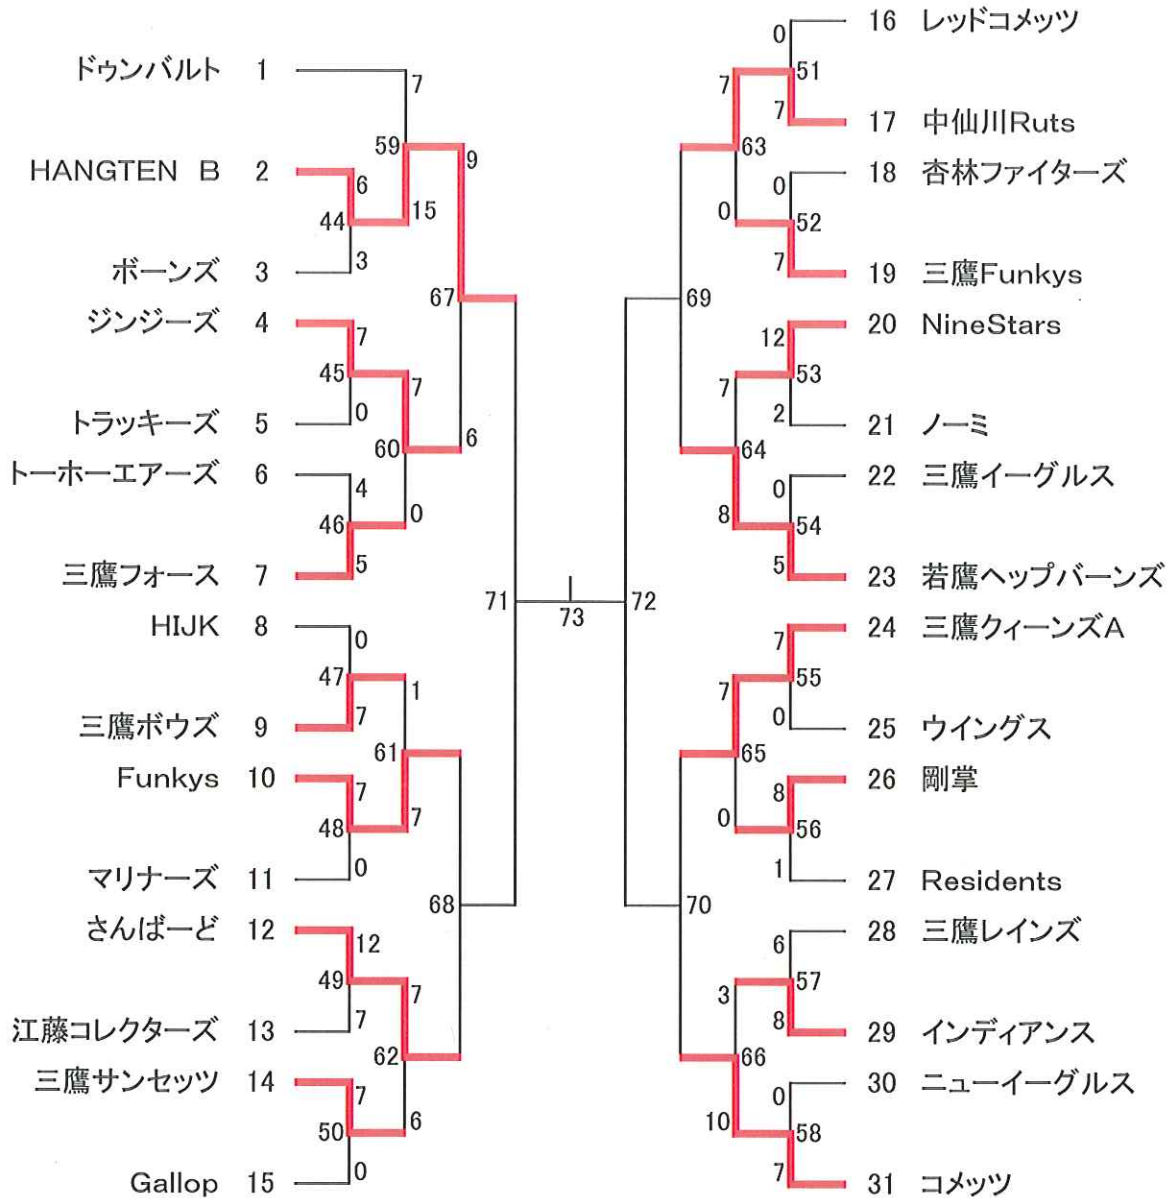 ドゥンバルト 1
HANGTEN B 2
ボーンズ 3
ジンジーズ 4
トラッキーズ 5
トーホーエアーズ 6
三鷹フォース 7
HIJK 8
三鷹ボウズ 9
Funkys 10
マリナーズ 11
さんばーど 12
江藤コレクターズ 13
三鷹サンセッツ 14
Gallop 15
7
59
9
6
44
15
3
67
7
45
7
0
60
6
4
46
0
5
71
73
72
0
47
1
7
61
7
48
7
0
68
12
49
7
7
62
7
50
6
0
0
7
51
7
63
0
0
52
7
69
12
7
53
2
64
0
8
54
5
7
7
55
0
65
8
0
56
1
70
6
3
57
8
66
0
10
58
7
16 レッドコメッツ
17 中仙川Ruts
18 杏林ファイターズ
19 三鷹Funkys
20 NineStars
21 ノーミ
22 三鷹イーグルス
23 若鷹ヘップバーンズ
24 三鷹クィーンズA
25 ウイングス
26 剛掌
27 Residents
28 三鷹レインズ
29 インディアンス
30 ニューイーグルス
31 コメッツ